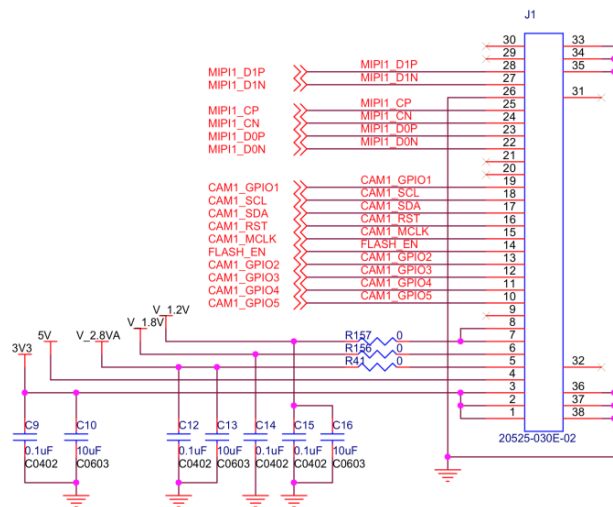 J1
30 33
29 34
MIPI1_D1P MIPI1_D1P 28 35
MIPI1_D1N MIPI1_D1N 27
26 31
MIPI1_CP MIPI1_CP 25
MIPI1_CN MIPI1_CN 24
MIPI1_D0P MIPI1_D0P 23
MIPI1_D0N MIPI1_D0N 22
21
20
CAM1_GPIO1 CAM1_GPIO1 19
CAM1_SCL CAM1_SCL 18
CAM1_SDA CAM1_SDA 17
CAM1_RST CAM1_RST 16
CAM1_MCLK CAM1_MCLK 15
FLASH_EN FLASH_EN 14
CAM1_GPIO2 CAM1_GPIO2 13
CAM1_GPIO3 CAM1_GPIO3 12
CAM1_GPIO4 CAM1_GPIO4 11
CAM1_GPIO5 CAM1_GPIO5 10
V_1.2V 9
V_1.8V 8
5V V_2.8VA R157 0 7
3V3 R156 0 6
R41 0 5 32
4
3 36
2 37
1 38
C9 C10 C12 C13 C14 C15 C16
20525-030E-02
0.1uF 10uF 0.1uF 10uF 0.1uF 0.1uF 10uF
C0402 C0603 C0402 C0603 C0402 C0402 C0603